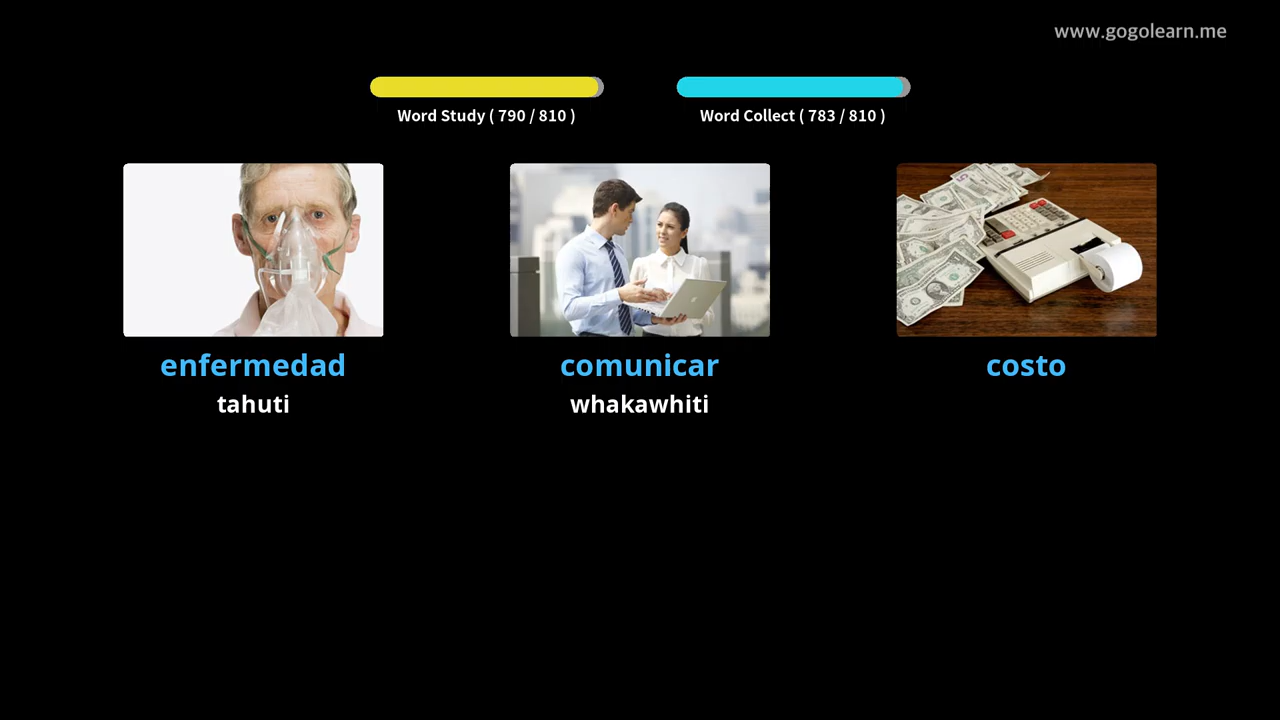 www.gogolearn.me
Word Study ( 790 / 810 )
Word Collect ( 783 / 810 )
enfermedad
tahuti
comunicar
whakawhiti
costo